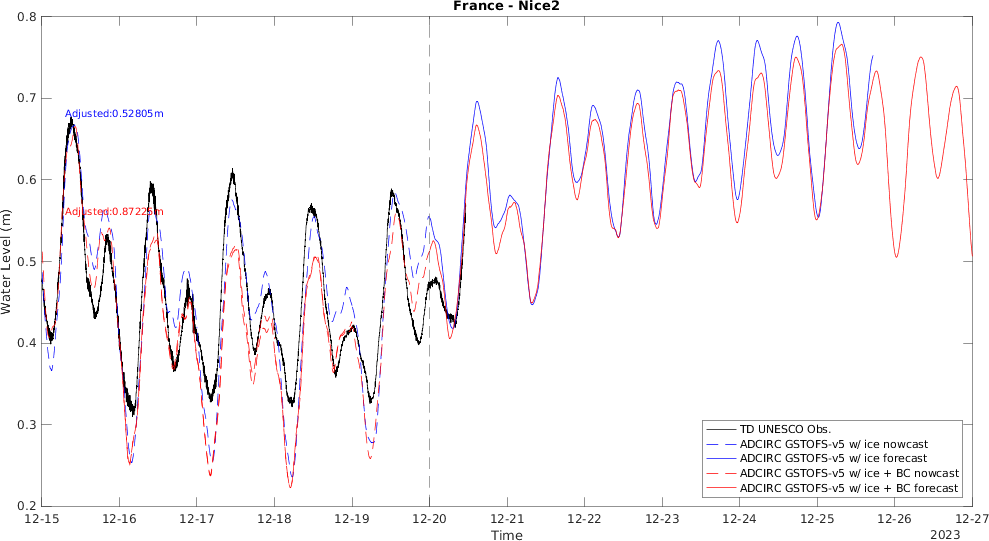 France - Nice2
0.8
0.7
0.6
0.5
0.4
0.3
0.2
Water Level (m)
Adjusted:0.52805m
Adjusted:0.87225m
TD UNESCO Obs.
ADCIRC GSTOFS-v5 w/ ice nowcast
ADCIRC GSTOFS-v5 w/ ice forecast
ADCIRC GSTOFS-v5 w/ ice + BC nowcast
ADCIRC GSTOFS-v5 w/ ice + BC forecast
12-15 12-16 12-17 12-18 12-19 12-20 12-21 12-22 12-23 12-24 12-25 12-26 12-27
Time
2023